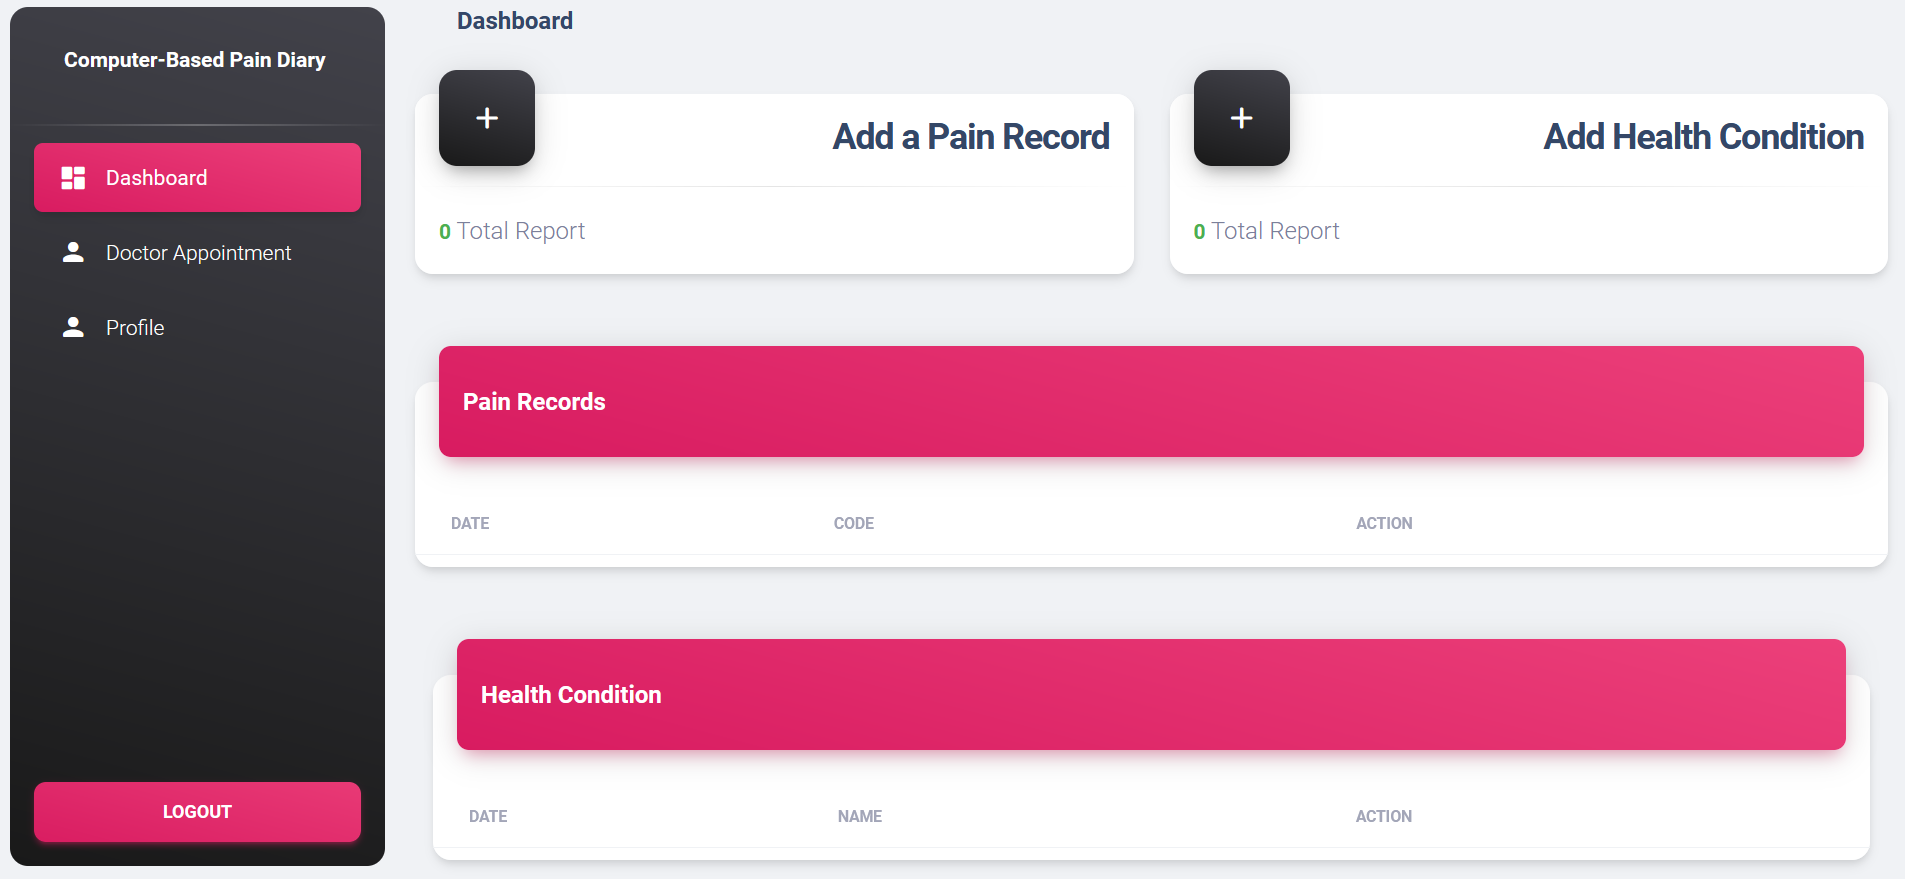 Computer-Based Pain Diary
Dashboard
Doctor Appointment
Profile
LOGOUT
Dashboard
Add a Pain Record
0 Total Report
Add Health Condition
0 Total Report
Pain Records
DATE CODE ACTION
Health Condition
DATE NAME ACTION